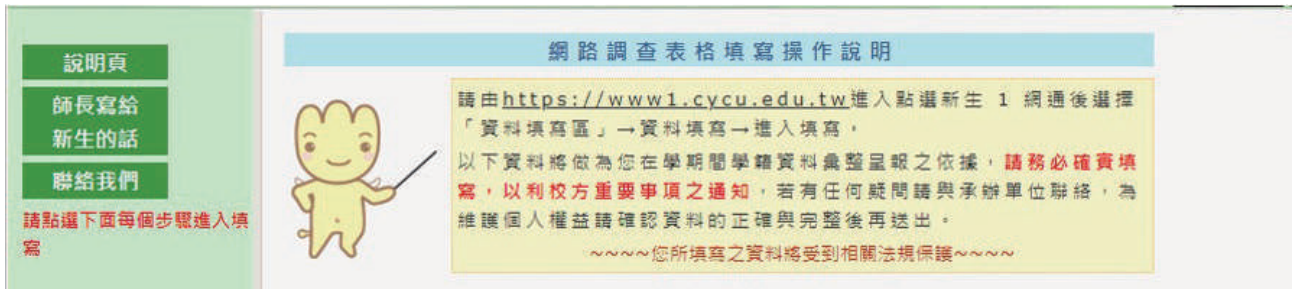 說明頁
師長寫給
新生的話
聯絡我們
請點選下面每個步驟進入填
寫
網路調查表格填寫操作說明
請由https://www1.cycu.edu.tw進入點選新生 1 網通後選擇
「資料填寫區」→資料填寫→進入填寫，
以下資料將做為您在學期間學籍資料彙整呈報之依據，請務必確實填
寫，以利校方重要事項之通知，若有任何疑問請與承辦單位聯絡，為
維護個人權益請確認資料的正確與完整後再送出。
~~~~您所填寫之資料將受到相關法規保護~~~~